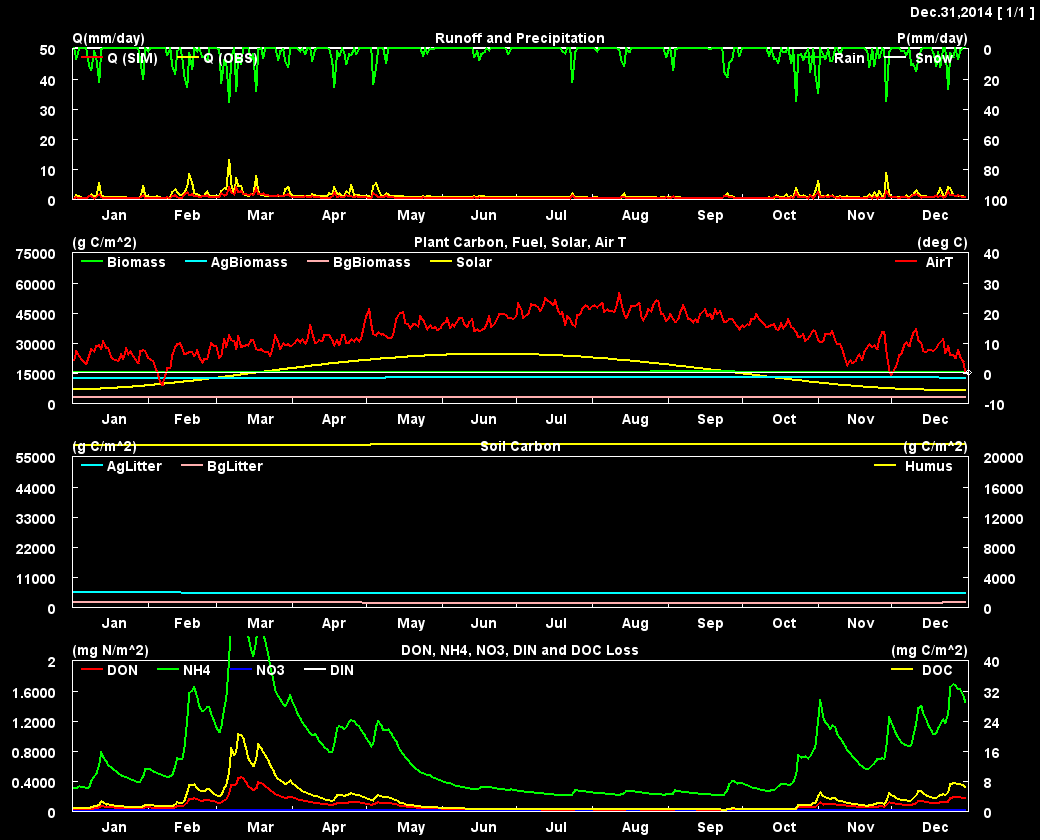 Dec.31,2014 [ 1/1 ]
Q(mm/day) Runoff and Precipitation P(mm/day)
50 0
Q (SIM) Q (OBS) Rain Snow
40 20
30 40
20 60
10 80
0 100
Jan Feb Mar Apr May Jun Jul Aug Sep Oct Nov Dec
(g C/m^2) Plant Carbon, Fuel, Solar, Air T (deg C)
75000 40
Biomass AgBiomass BgBiomass Solar AirT
60000 30
45000 20
30000 10
15000 0
0 -10
Jan Feb Mar Apr May Jun Jul Aug Sep Oct Nov Dec
(g C/m^2) Soil Carbon (g C/m^2)
55000 20000
AgLitter BgLitter Humus
44000 16000
33000 12000
22000 8000
11000 4000
0 0
Jan Feb Mar Apr May Jun Jul Aug Sep Oct Nov Dec
(mg N/m^2) DON, NH4, NO3, DIN and DOC Loss (mg C/m^2)
2 40
DON NH4 NO3 DIN DOC
1.6000 32
1.2000 24
0.8000 16
0.4000 8
0 0
Jan Feb Mar Apr May Jun Jul Aug Sep Oct Nov Dec